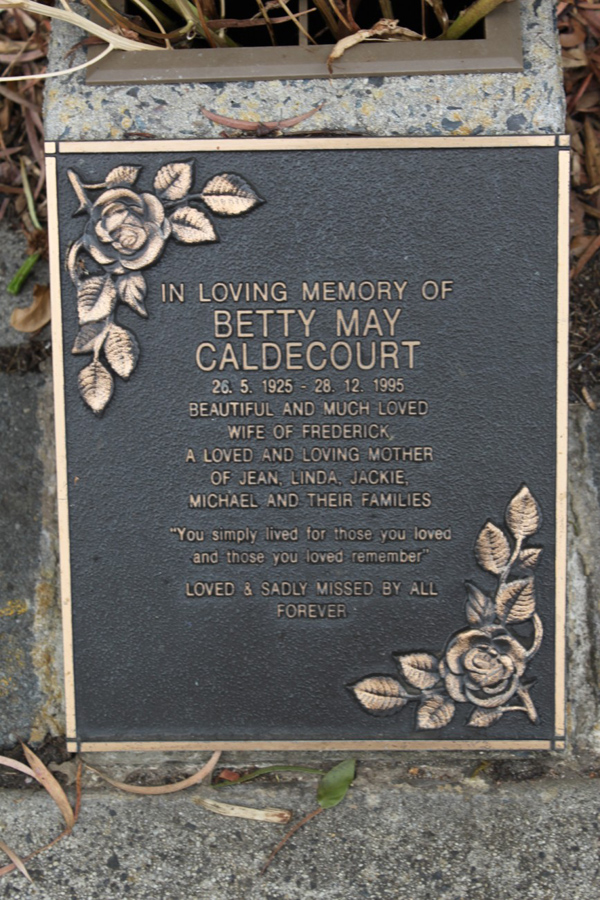 IN LOVING MEMORY OF
BETTY MAY
CALDECOURT
26. 5. 1925 - 28. 12. 1995
BEAUTIFUL AND MUCH LOVED
WIFE OF FREDERICK,
A LOVED AND LOVING MOTHER
OF JEAN, LINDA, JACKIE,
MICHAEL AND THEIR FAMILIES
"You simply lived for those you loved
and those you loved remember"
LOVED & SADLY MISSED BY ALL
FOREVER